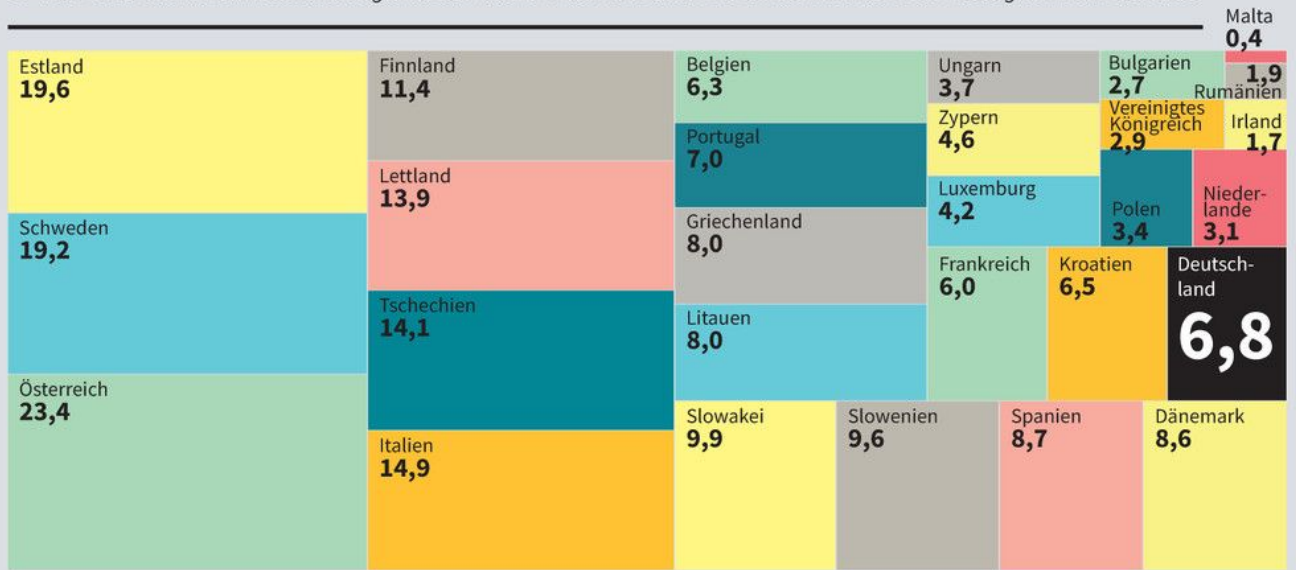 Malta
0,4
Estland
19,6
Schweden
19,2
Österreich
23,4
Finnland
11,4
Lettland
13,9
Tschechien
14,1
Italien
14,9
Belgien
6,3
Portugal
7,0
Griechenland
8,0
Litauen
8,0
Ungarn
3,7
Zypern
4,6
Luxemburg
4,2
Bulgarien
2,7
1,9
Rumänien
Vereinigtes
Königreich
2,9
Irland
1,7
Polen
3,4
Nieder-
lande
3,1
Frankreich
6,0
Kroatien
6,5
Deutsch-
land
6,8
Slowakei
9,9
Slowenien
9,6
Spanien
8,7
Dänemark
8,6